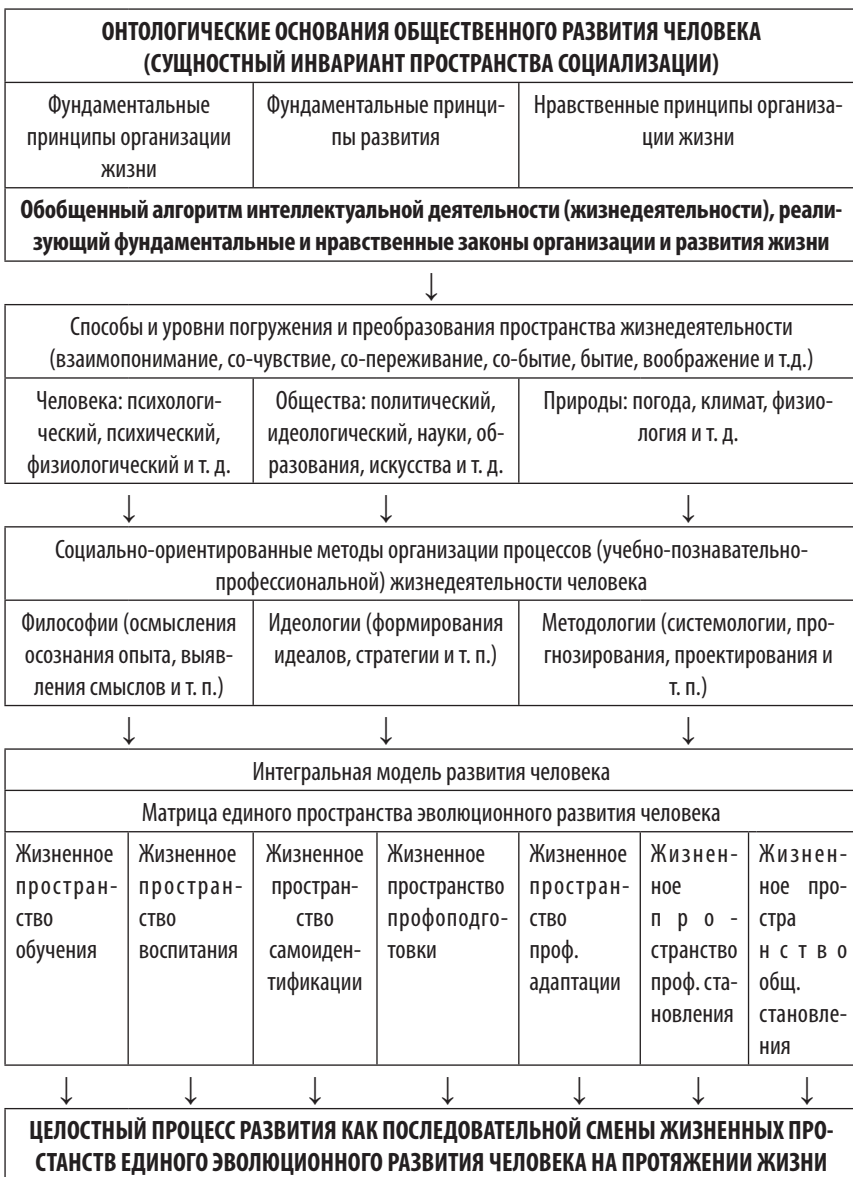 ОНТОЛОГИЧЕСКИЕ ОСНОВАНИЯ ОБЩЕСТВЕННОГО РАЗВИТИЯ ЧЕЛОВЕКА
(СУЩНОСТНЫЙ ИНВАРИАНТ ПРОСТРАНСТВА СОЦИАЛИЗАЦИИ)
Фундаментальные
принципы организации
жизни
Фундаментальные принци-
пы развития
Нравственные принципы организа-
ции жизни
Обобщенный алгоритм интеллектуальной деятельности (жизнедеятельности), реали-
зующий фундаментальные и нравственные законы организации и развития жизни
↓
Способы и уровни погружения и преобразования пространства жизнедеятельности
(взаимопонимание, со-чувствие, со-переживание, со-бытие, бытие, воображение и т.д.)
Человека: психологи-
ческий, психический,
физиологический и т. д.
Общества: политический,
идеологический, науки, об-
разования, искусства и т. д.
Природы: погода, климат, физио-
логия и т. д.
↓ ↓ ↓
Социально-ориентированные методы организации процессов (учебно-познавательно-
профессиональной) жизнедеятельности человека
Философии (осмысления
осознания опыта, выяв-
ления смыслов и т. п.)
Идеологии (формирования
идеалов, стратегии и т. п.)
Методологии (системологии, про-
гнозирования, проектирования и
т. п.)
↓ ↓ ↓
Интегральная модель развития человека
Матрица единого пространства эволюционного развития человека
Жизненное
простран-
ство
обучения
Жизненное
простран-
ство
воспитания
Жизненное
простран-
ство
самоиден-
тификации
Жизненное
пространство
профоподго-
товки
Жизненное
простран-
ство
проф.
адаптации
Жизнен-
ное
про-
странство
проф. ста-
новления
Жизнен-
ное про-
стра
нство
общ.
становле-
ния
↓ ↓ ↓ ↓ ↓ ↓ ↓
ЦЕЛОСТНЫЙ ПРОЦЕСС РАЗВИТИЯ КАК ПОСЛЕДОВАТЕЛЬНОЙ СМЕНЫ ЖИЗНЕННЫХ ПРО-
СТАНСТВ ЕДИНОГО ЭВОЛЮЦИОННОГО РАЗВИТИЯ ЧЕЛОВЕКА НА ПРОТЯЖЕНИИ ЖИЗНИ